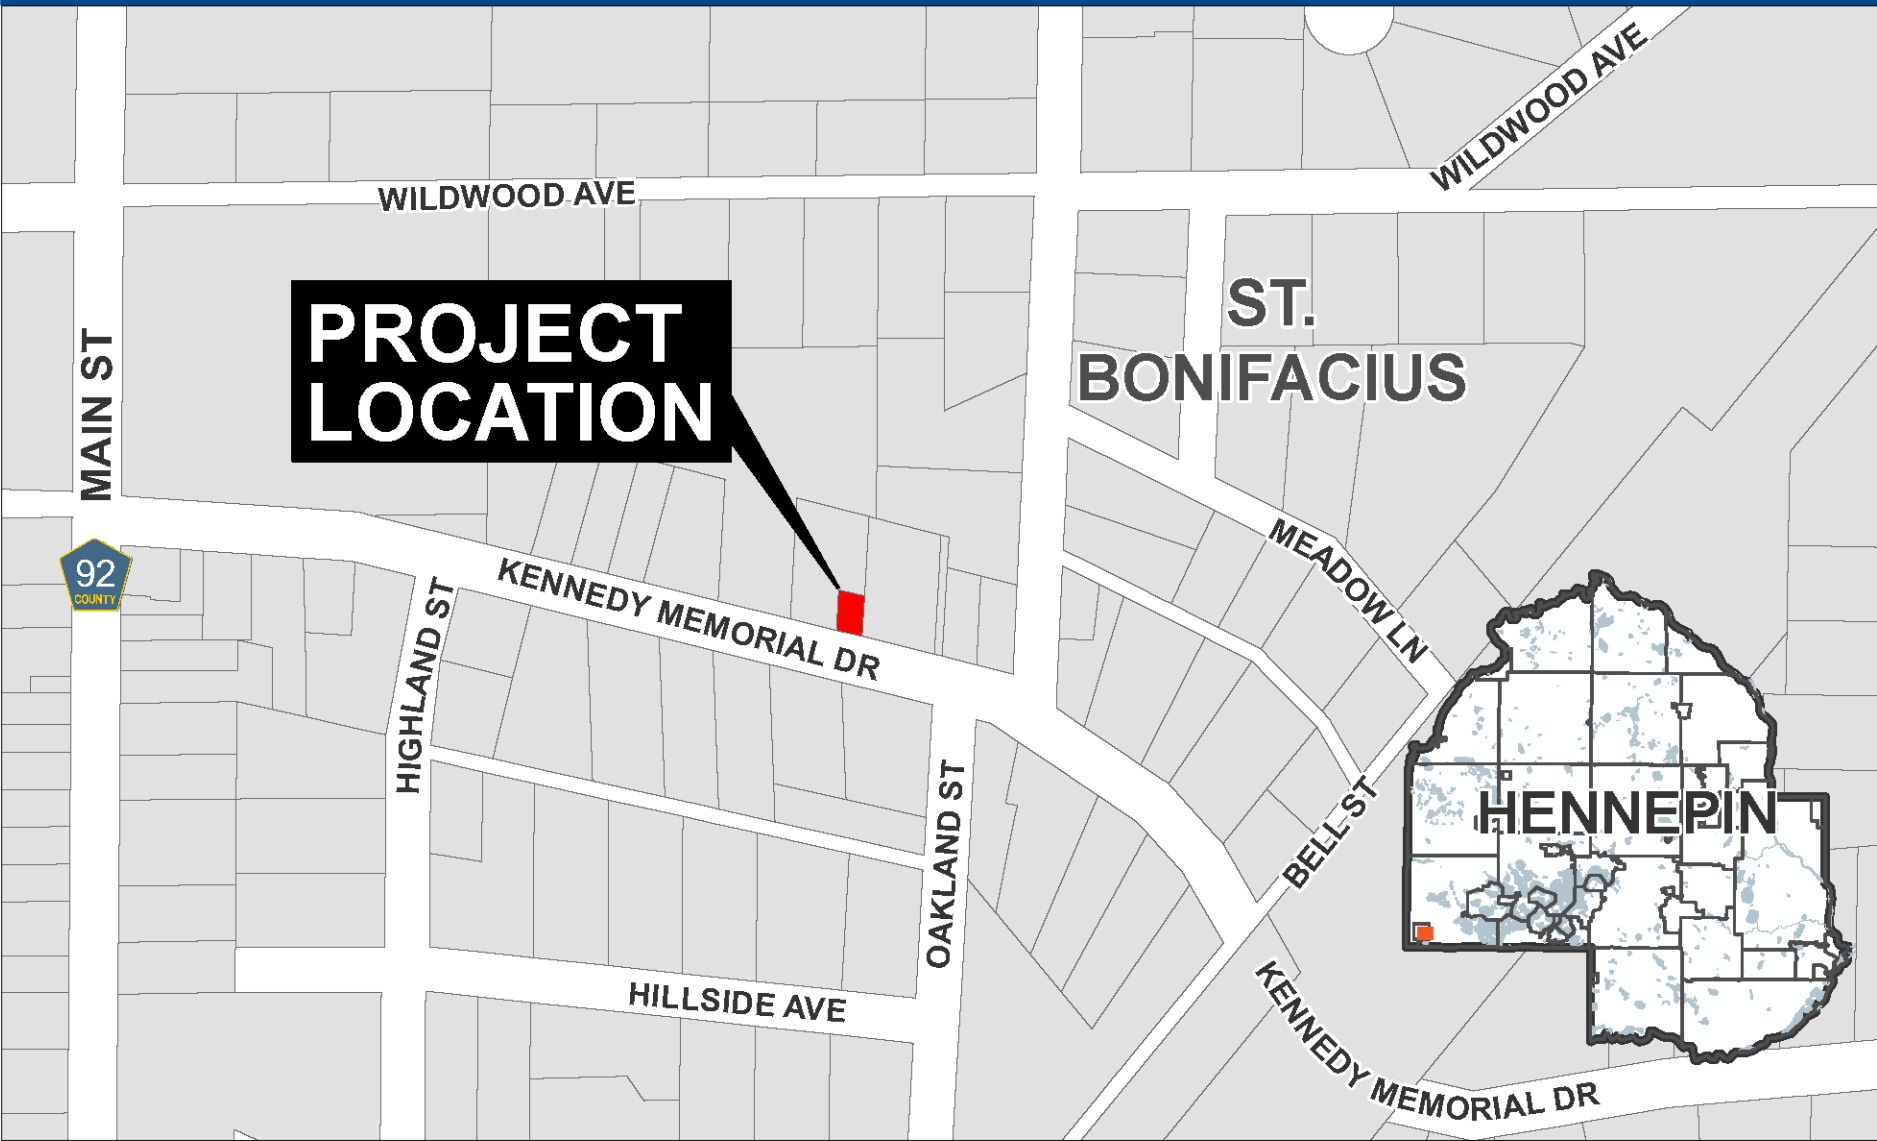 WILDWOOD AVE
WILDWOOD AVE
PROJECT
LOCATION
ST.
BONIFACIUS
MAIN ST
92
COUNTY
KENNEDY MEMORIAL DR
MEADOW LN
HIGHLAND ST
HENNEPIN
BELL ST
OAKLAND ST
HILLSIDE AVE
KENNEDY MEMORIAL DR